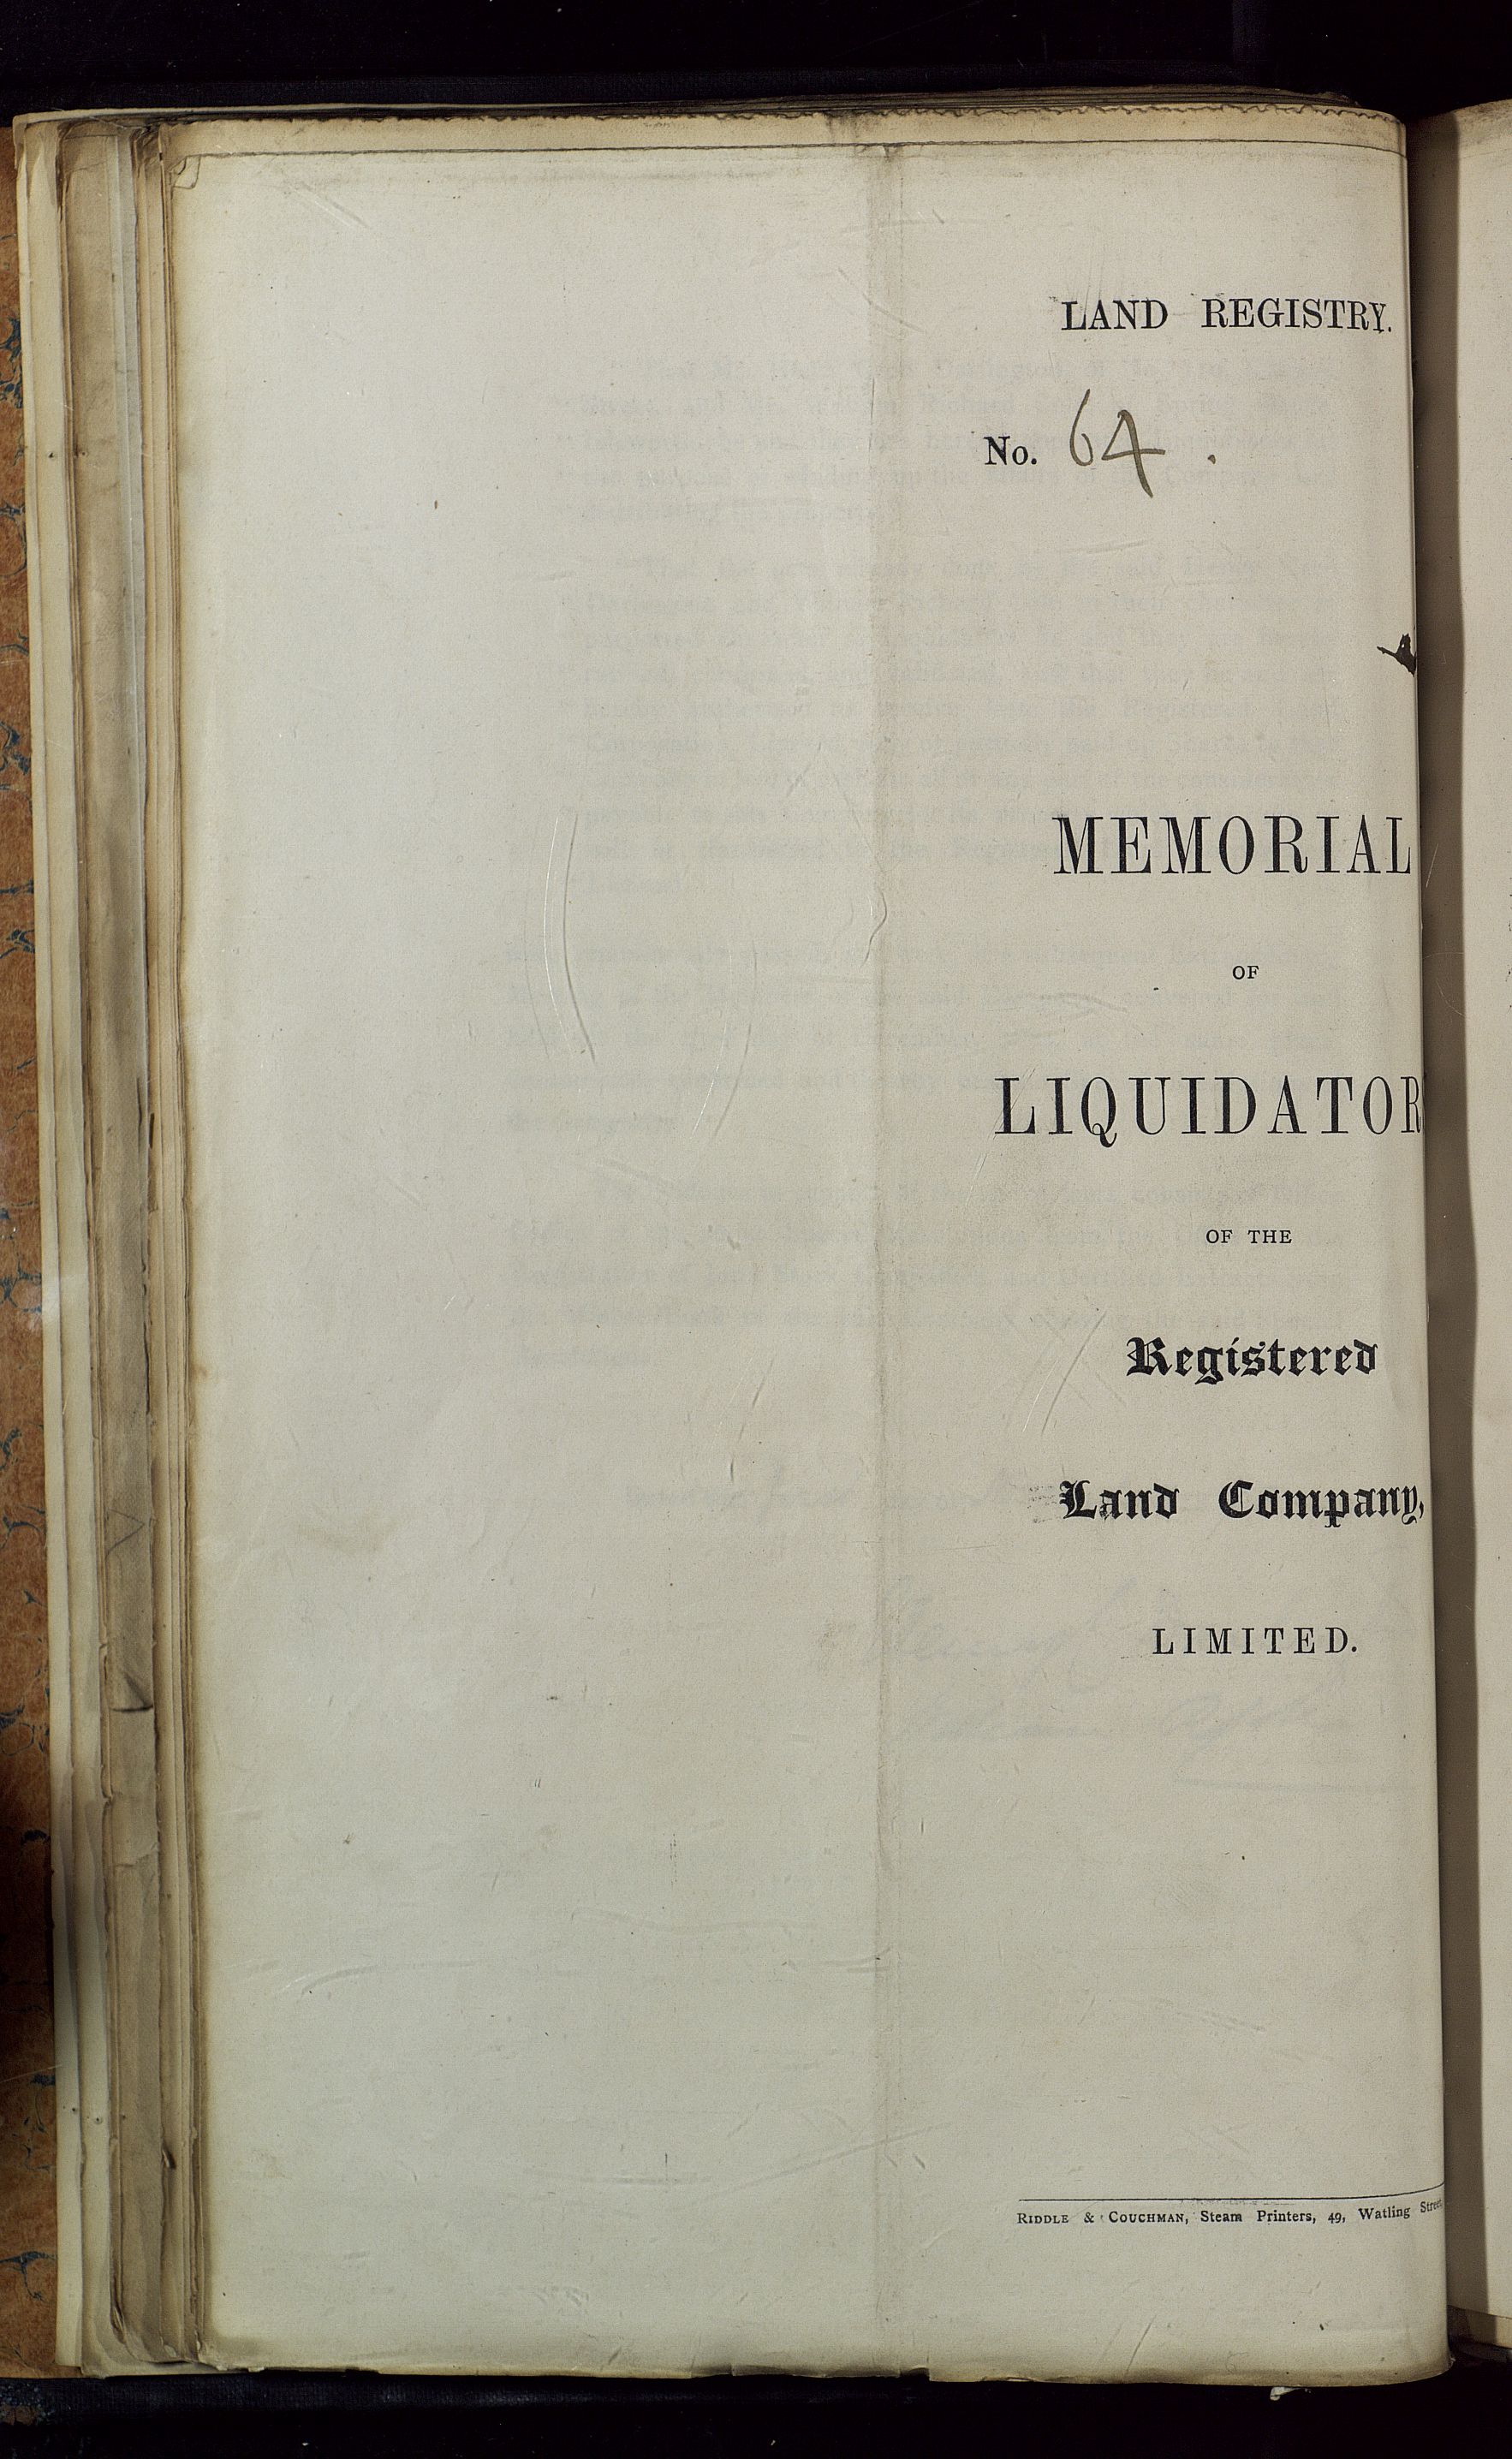 LAND REGISTRY.
No. 64.
MEMORIAL
OF
LIQUIDATOR
OF THE
Registered
Land Company,
LIMITED.
RIDDLE & COUCHMAN, Steam Printers, 49, Watling Street